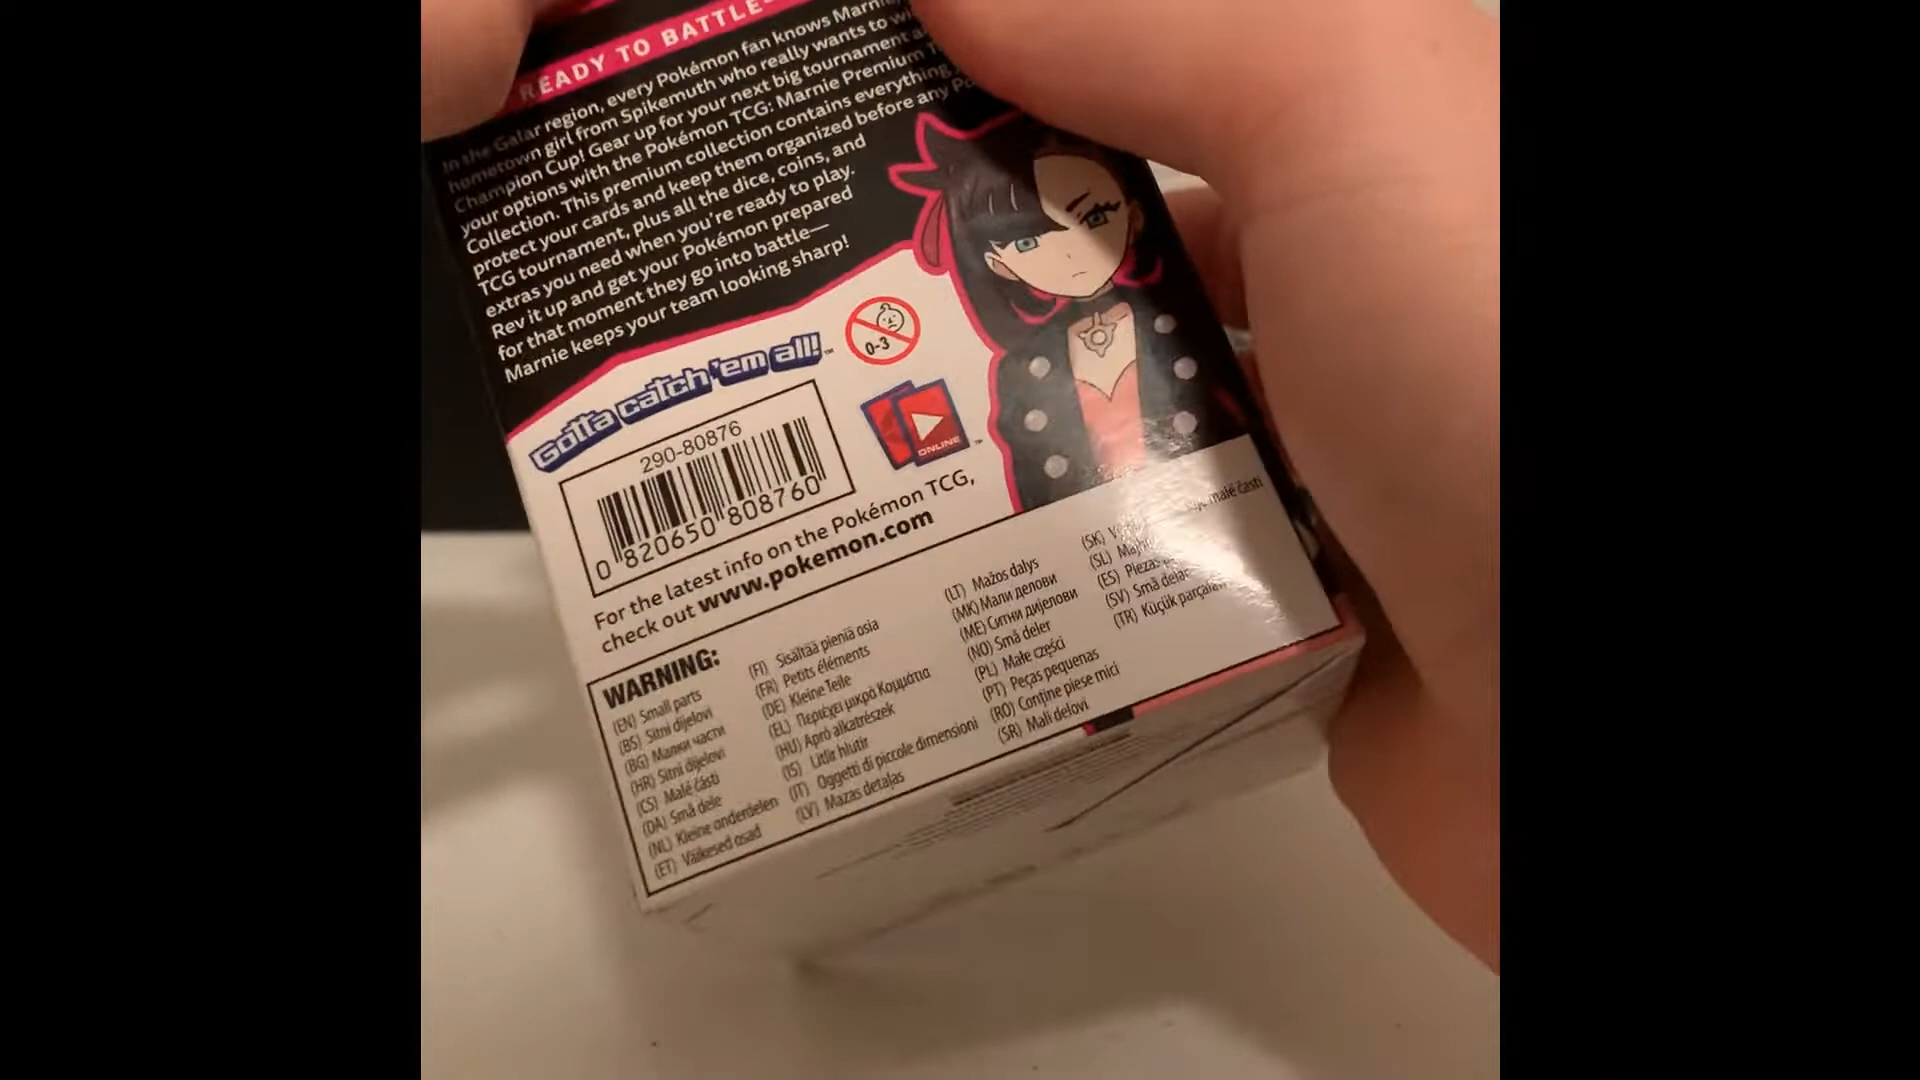 READY TO BATTLE
In the Galar region, every Pokémon fan knows Marnie,
hometown girl from Spikemuth who really wants to
Champion Cup! Gear up for your next big tournament
your options with the Pokémon TCG: Marnie Premium
Collection. This premium collection contains everything
protect your cards and keep them organized before any
TCG tournament, plus all the dice, coins, and
extras you need when you're ready to play.
Rev it up and get your Pokémon prepared
for that moment they go into battle—
Marnie keeps your team looking sharp!
Gotta catch 'em all!™
0-3
290-80876
0 820650 808760
ONLINE
™
For the latest info on the Pokémon TCG,
check out www.pokemon.com
WARNING:
(EN) Small parts
(BS) Sitni dijelovi
(BG) Малки части
(HR) Sitni dijelovi
(CS) Malé části
(DA) Små dele
(NL) Kleine onderdelen
(ET) Väikesed osad
(FI) Sisältää pieniä osia
(FR) Petits éléments
(DE) Kleine Teile
(EL) Περιέχει μικρά Κομμάτια
(HU) Apró alkatrészek
(IS) Litlir hlutir
(IT) Oggetti di piccole dimensioni
(LV) Mazas detaļas
(LT) Mažos dalys
(MK) Мали делови
(ME) Ситни дијелови
(NO) Små deler
(PL) Małe części
(PT) Peças pequenas
(RO) Conține piese mici
(SR) Mali delovi
(SK) malé časti
(SL)
(ES) Piezas
(SV) Små delar
(TR) Küçük parçaları